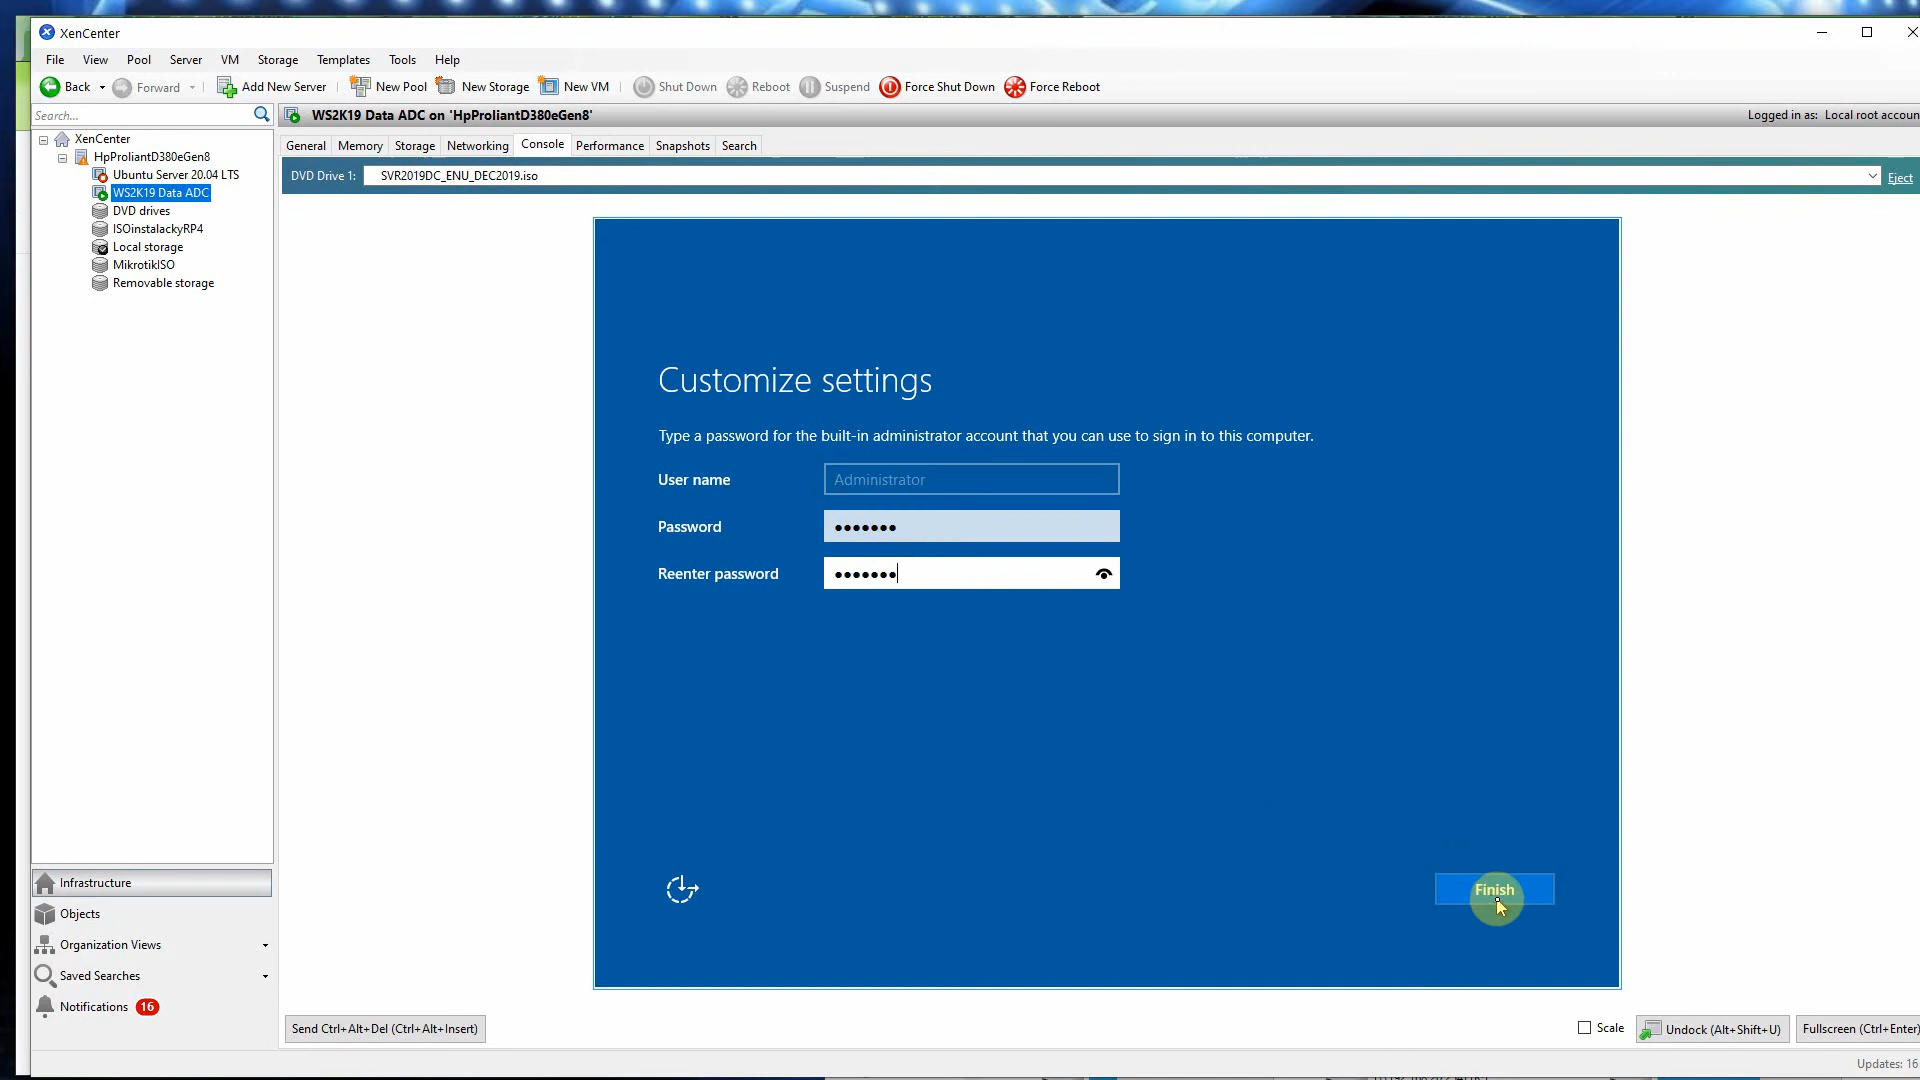 XenCenter
File View Pool Server VM Storage Templates Tools Help
Back Forward Add New Server New Pool New Storage New VM Shut Down Reboot Suspend Force Shut Down Force Reboot
Search...
WS2K19 Data ADC on 'HpProliantD380eGen8'
Logged in as: Local root accoun
XenCenter
HpProliantD380eGen8
Ubuntu Server 20.04 LTS
WS2K19 Data ADC
DVD drives
ISOinstalackyRP4
Local storage
MikrotikISO
Removable storage
General Memory Storage Networking Console Performance Snapshots Search
DVD Drive 1: SVR2019DC_ENU_DEC2019.iso Eject
Customize settings
Type a password for the built-in administrator account that you can use to sign in to this computer.
User name Administrator
Password •••••••
Reenter password •••••••
Finish
Infrastructure
Objects
Organization Views
Saved Searches
Notifications 16
Send Ctrl+Alt+Del (Ctrl+Alt+Insert)
Scale Undock (Alt+Shift+U) Fullscreen (Ctrl+Enter)
Updates: 16